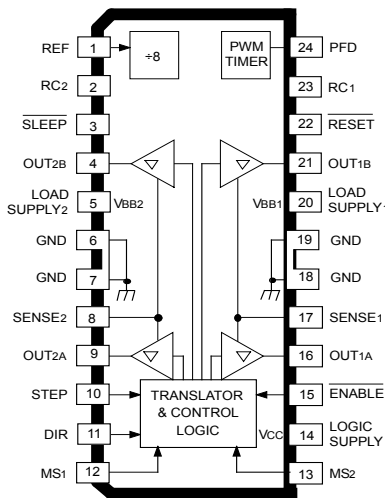 REF 1
÷8
PWM TIMER
24 PFD
RC2 2
23 RC1
SLEEP 3
22 RESET
OUT2B 4
21 OUT1B
LOAD SUPPLY2 5 VBB2
VBB1 20 LOAD SUPPLY1
GND 6
19 GND
GND 7
18 GND
SENSE2 8
17 SENSE1
OUT2A 9
16 OUT1A
STEP 10
TRANSLATOR & CONTROL LOGIC
15 ENABLE
DIR 11
VCC 14 LOGIC SUPPLY
MS1 12
13 MS2